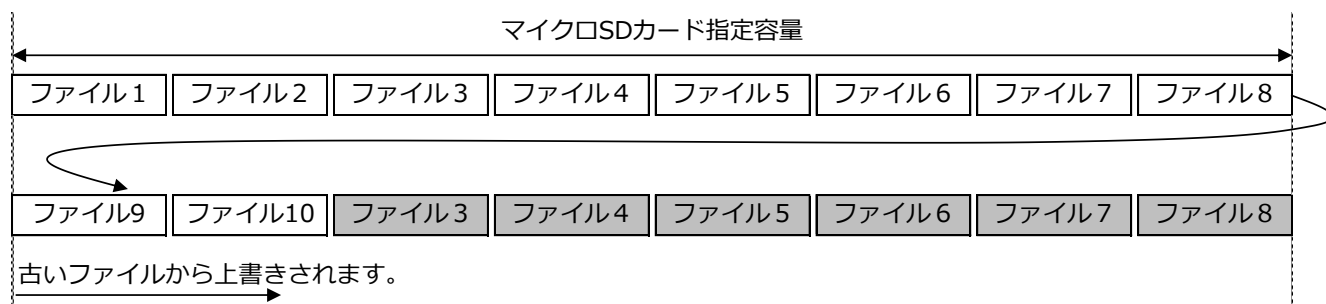 マイクロSDカード指定容量
ファイル１ ファイル２ ファイル３ ファイル４ ファイル５ ファイル６ ファイル７ ファイル８
ファイル9 ファイル10 ファイル３ ファイル４ ファイル５ ファイル６ ファイル７ ファイル８
古いファイルから上書きされます。